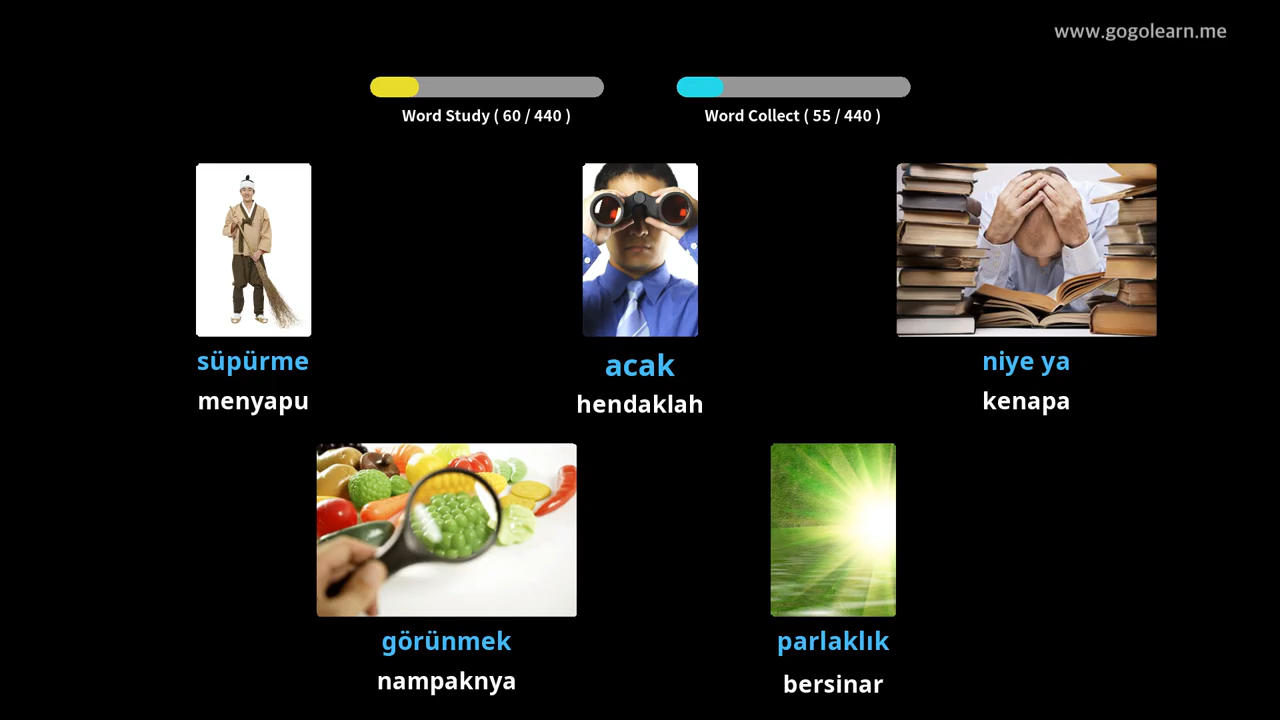 www.gogolearn.me
Word Study ( 60 / 440 )
Word Collect ( 55 / 440 )
süpürme
menyapu
acak
hendaklah
niye ya
kenapa
görünmek
nampaknya
parlaklık
bersinar